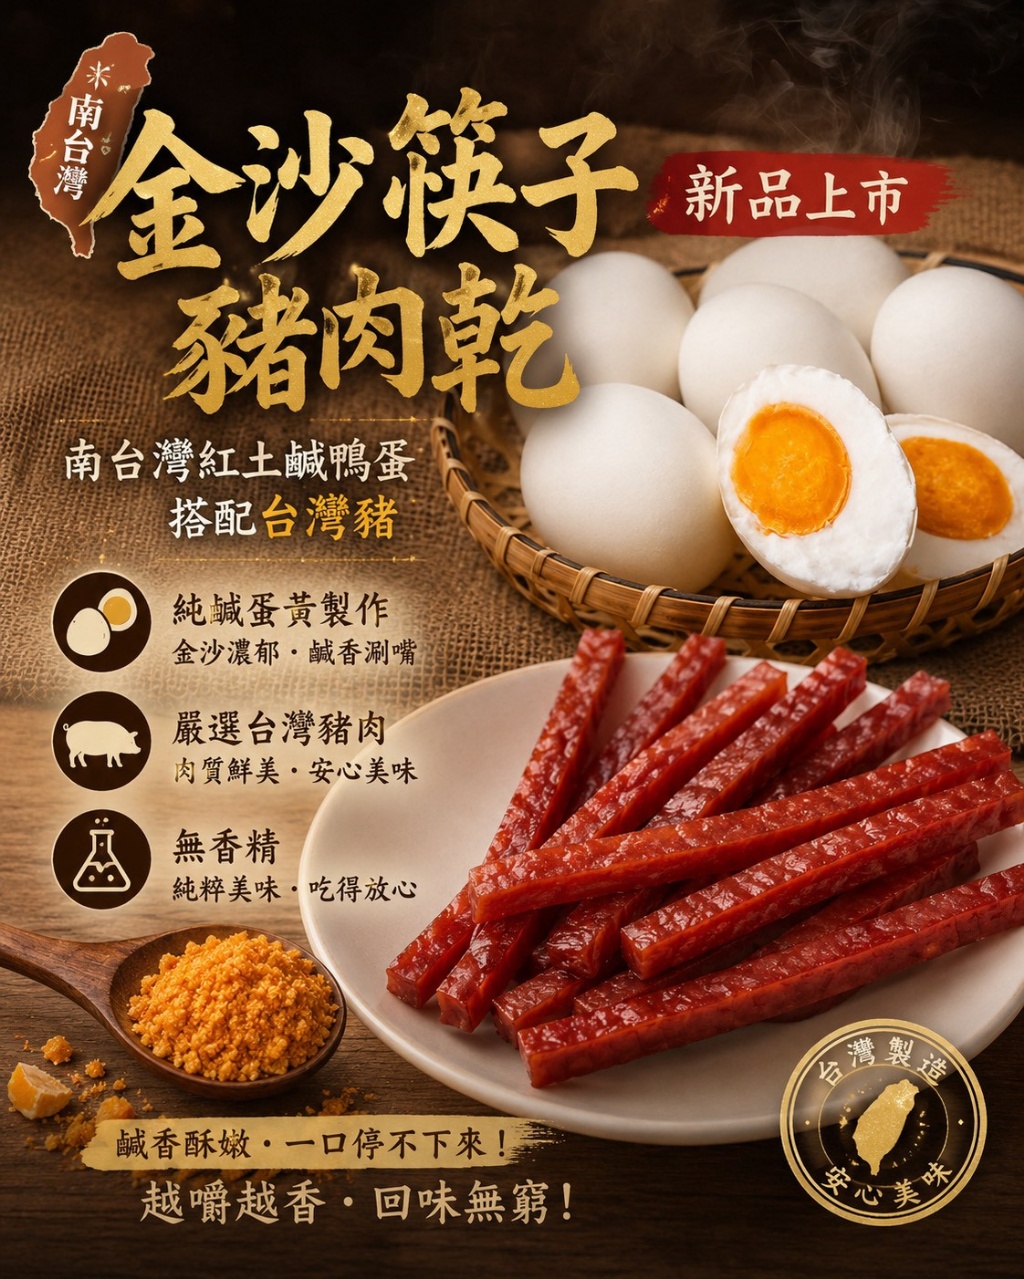 南台灣
金沙筷子
豬肉乾
新品上市
南台灣紅土鹹鴨蛋
搭配台灣豬
純鹹蛋黃製作
金沙濃郁·鹹香涮嘴
嚴選台灣豬肉
肉質鮮美·安心美味
無香精
純粹美味·吃得放心
鹹香酥嫩·一口停不下來！
越嚼越香·回味無窮！
台灣製造
安心美味